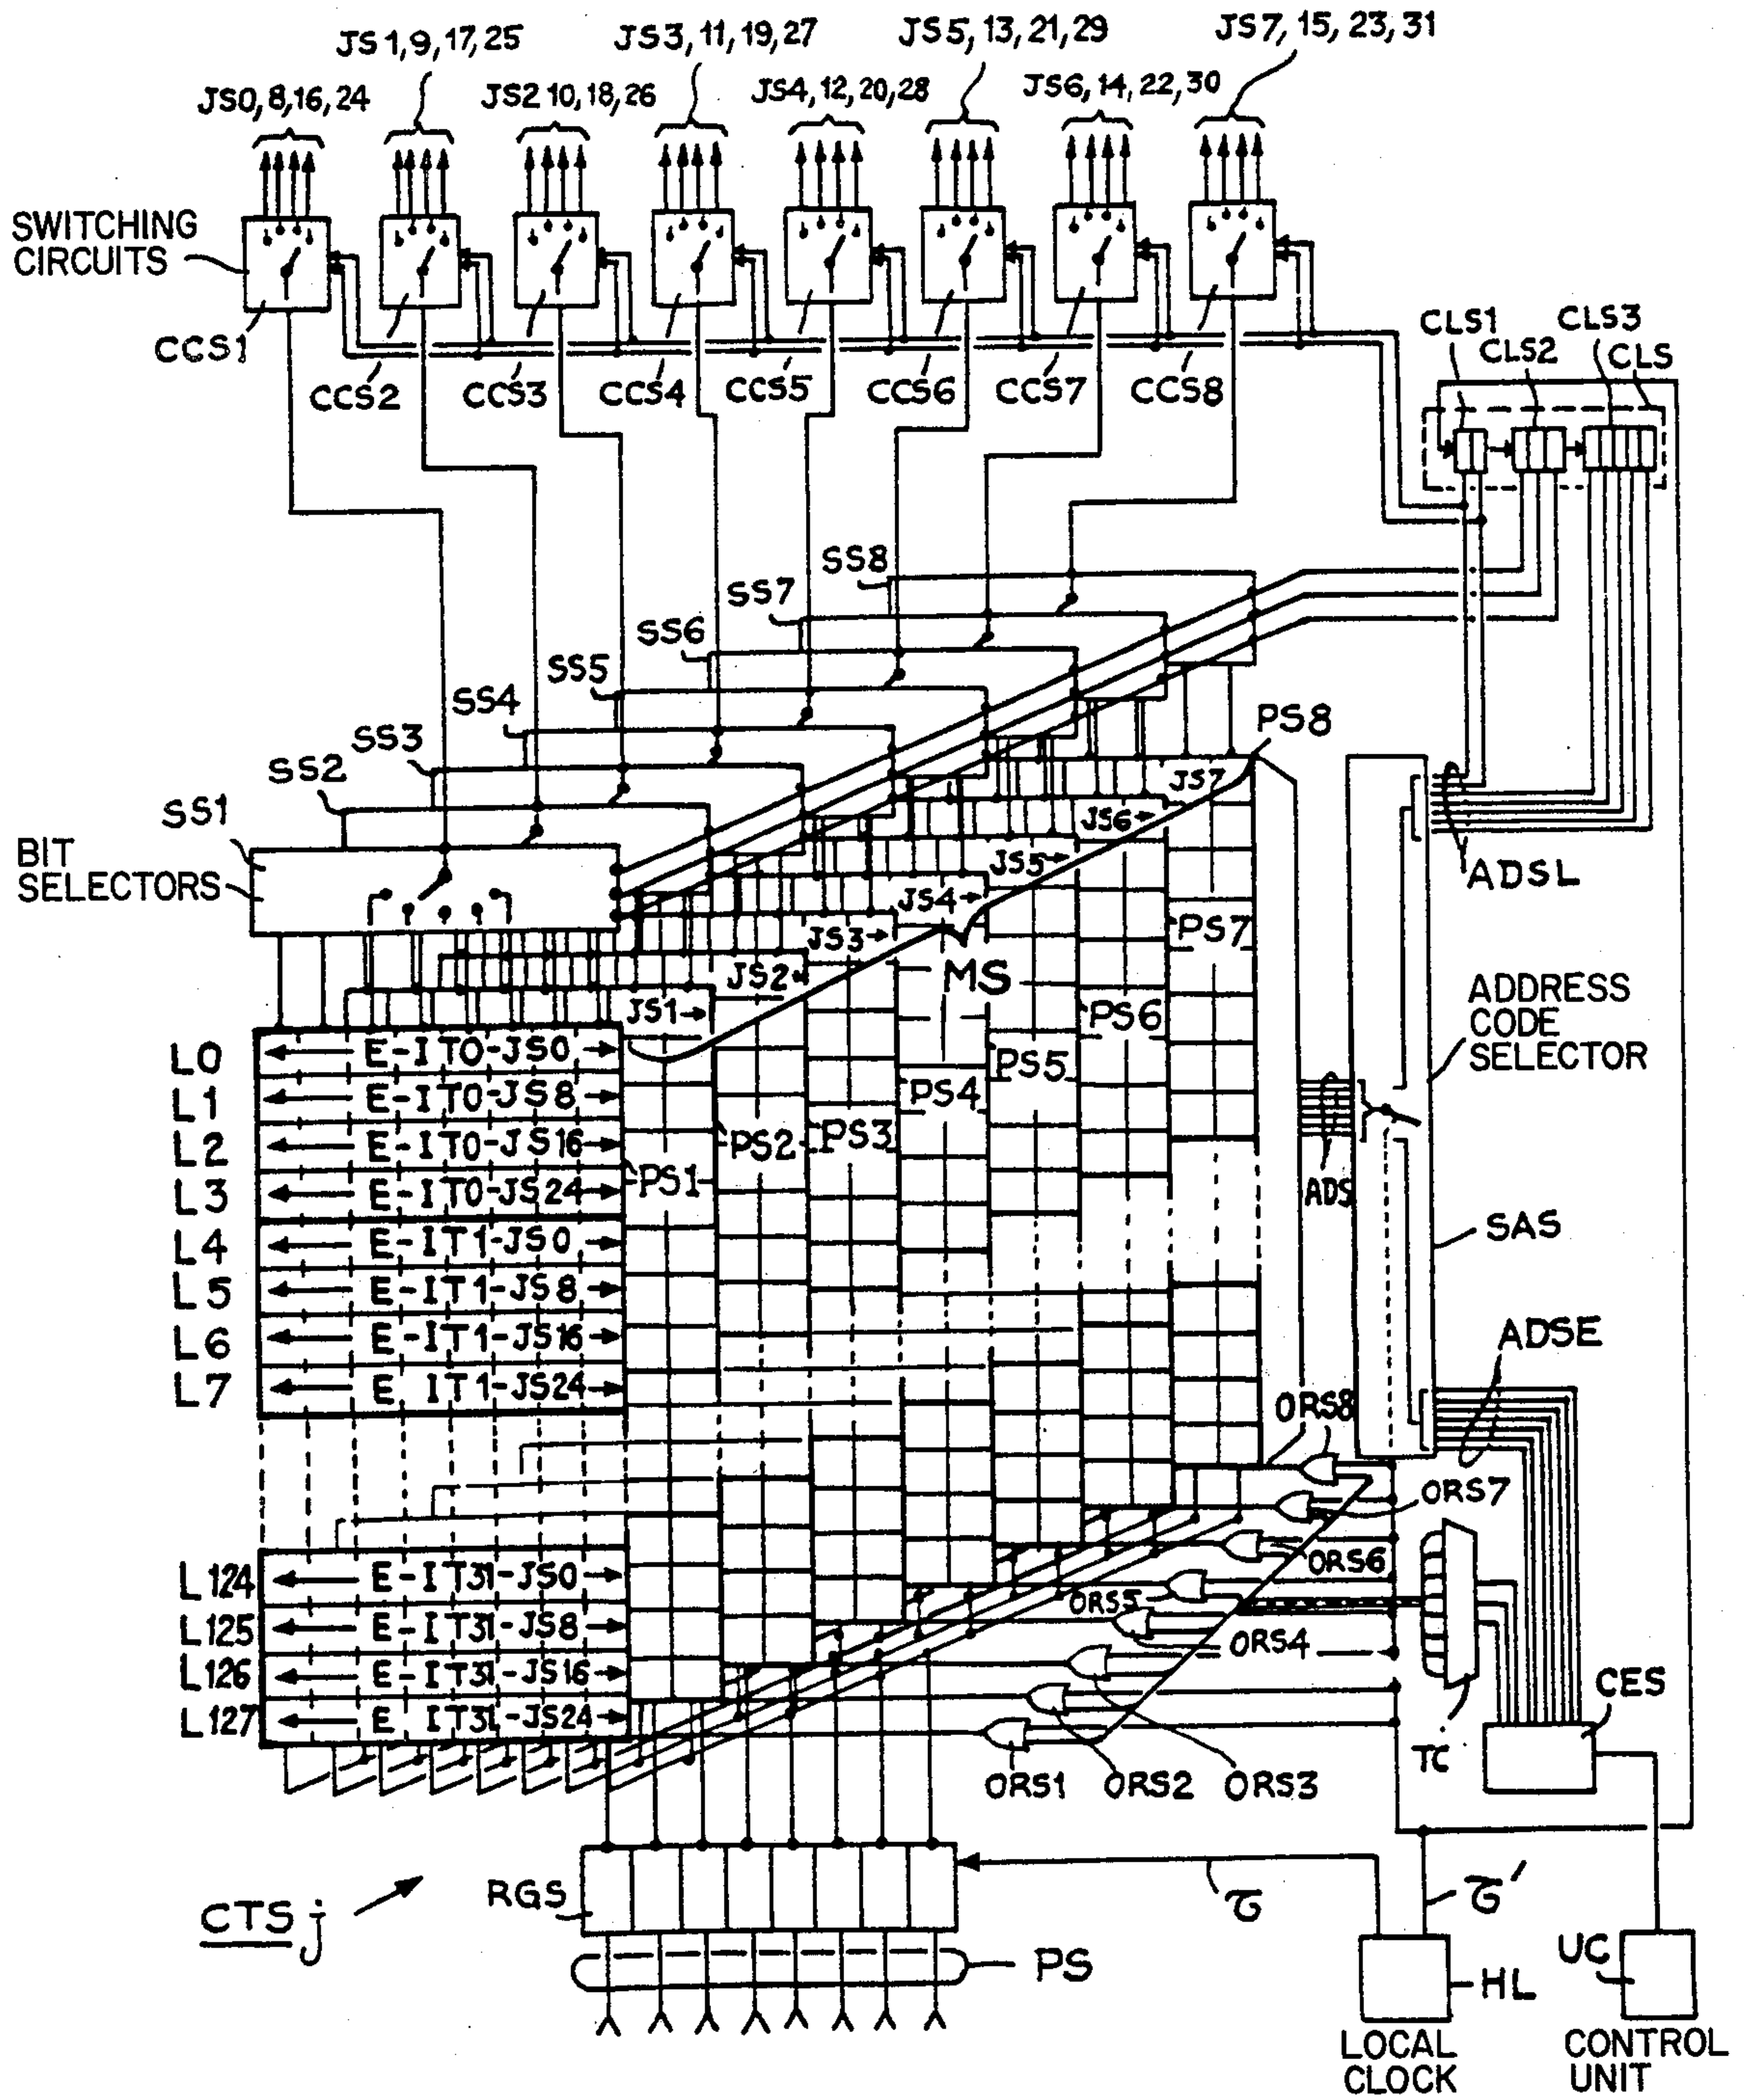 JS1,9,17,25
JS3,11,19,27
JS5,13,21,29
JS7,15,23,31
JS0,8,16,24
JS2 10,18,26
JS4,12,20,28
JS6,14,22,30
SWITCHING
CIRCUITS
CCS1
CCS2
CCS3
CCS4
CCS5
CCS6
CCS7
CCS8
CLS1
CLS2
CLS3
CLS
SS8
SS7
SS6
SS5
SS4
SS3
SS2
SS1
BIT
SELECTORS
PS8
JS7
JS6
JS5
JS4
JS3
JS2
JS1
ADSL
MS
PS7
PS6
PS5
PS4
PS3
PS2
PS1
ADDRESS
CODE
SELECTOR
ADS
SAS
ADSE
L0 E-IT0-JS0
L1 E-IT0-JS8
L2 E-IT0-JS16
L3 E-IT0-JS24
L4 E-IT1-JS0
L5 E-IT1-JS8
L6 E-IT1-JS16
L7 E IT1-JS24
L124 E-IT31-JS0
L125 E-IT31-JS8
L126 E-IT31-JS16
L127 E IT31-JS24
ORS8
ORS7
ORS6
ORS5
ORS4
ORS3
ORS2
ORS1
TC
CES
CTSj
RGS
PS
τ
τ'
HL
UC
LOCAL
CLOCK
CONTROL
UNIT